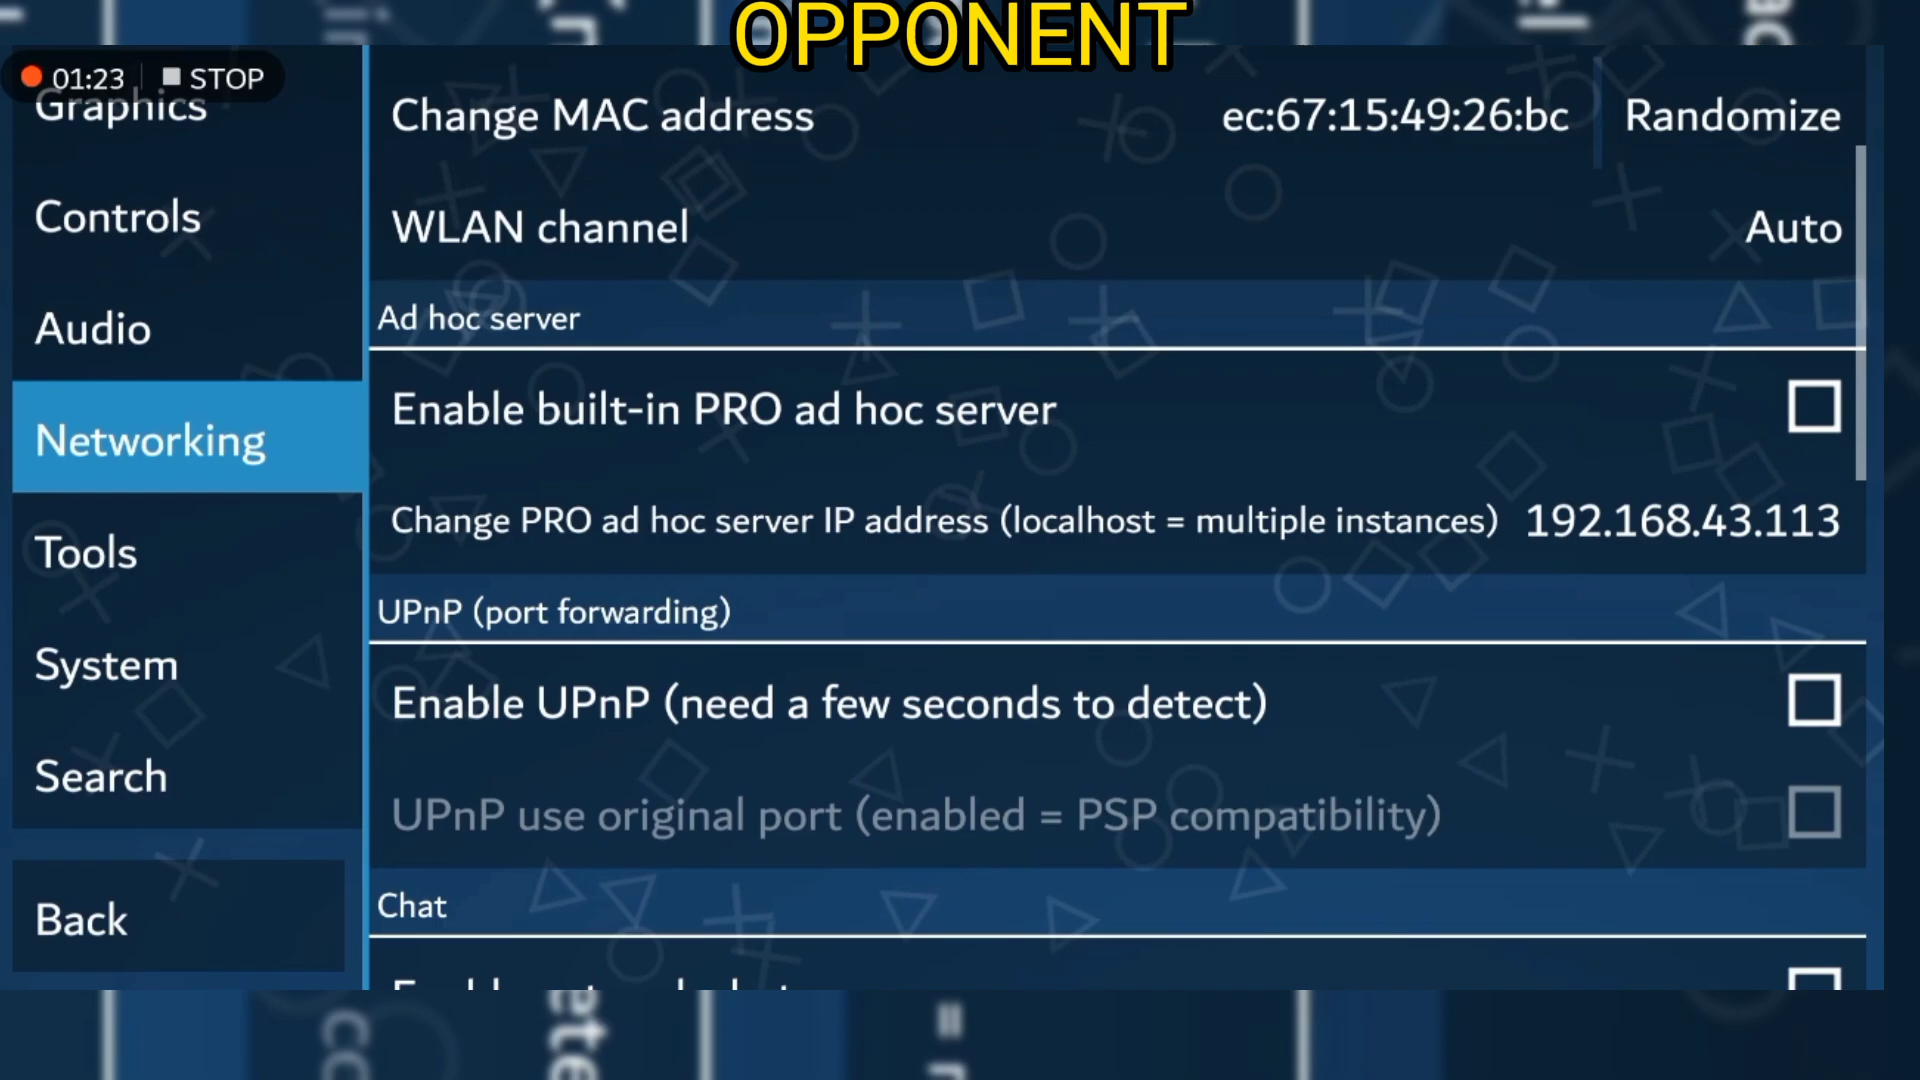 OPPONENT
01:23 STOP
Graphics
Controls
Audio
Networking
Tools
System
Search
Back
Change MAC address ec:67:15:49:26:bc Randomize
WLAN channel Auto
Ad hoc server
Enable built-in PRO ad hoc server
Change PRO ad hoc server IP address (localhost = multiple instances) 192.168.43.113
UPnP (port forwarding)
Enable UPnP (need a few seconds to detect)
UPnP use original port (enabled = PSP compatibility)
Chat